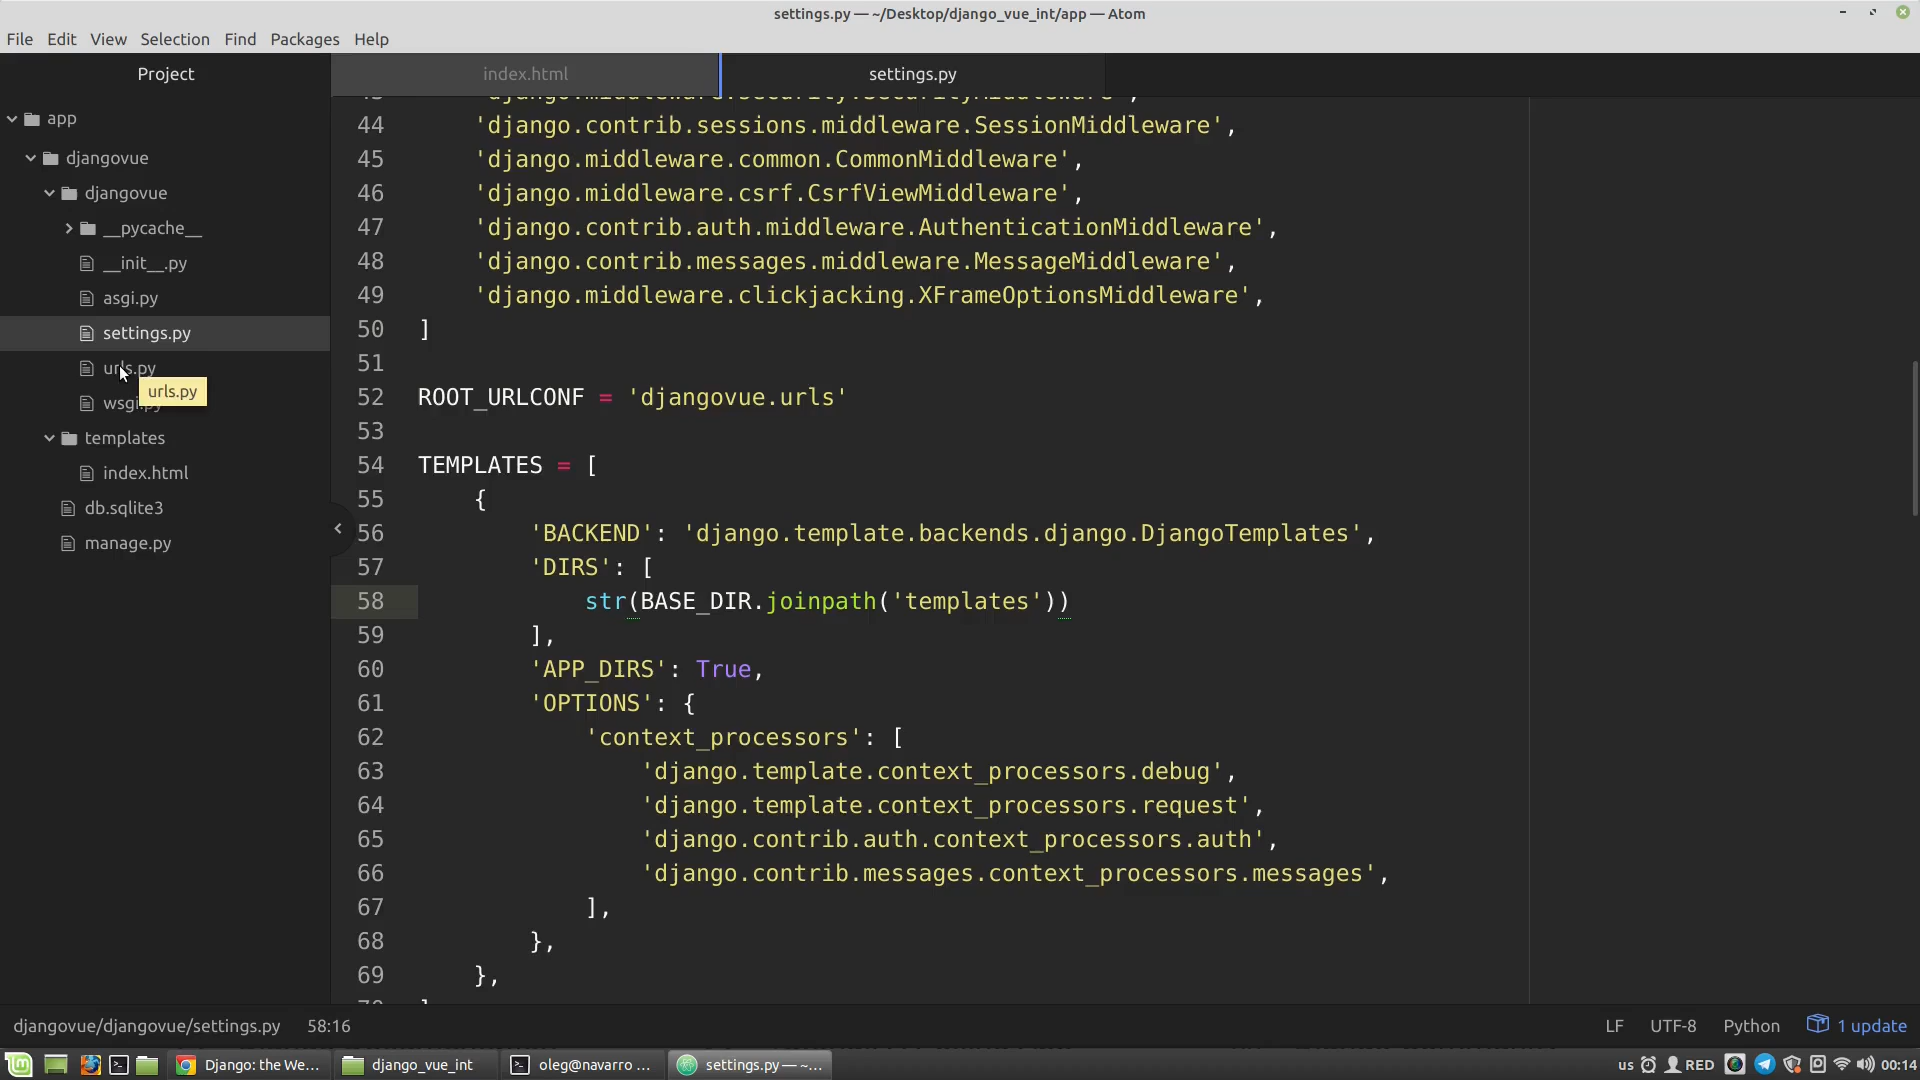 settings.py — ~/Desktop/django_vue_int/app — Atom
File Edit View Selection Find Packages Help
Project
index.html
settings.py
app
djangovue
djangovue
__pycache__
__init__.py
asgi.py
settings.py
urls.py
urls.py
wsgi.py
templates
index.html
db.sqlite3
manage.py
43 'django.middleware.security.SecurityMiddleware',
44 'django.contrib.sessions.middleware.SessionMiddleware',
45 'django.middleware.common.CommonMiddleware',
46 'django.middleware.csrf.CsrfViewMiddleware',
47 'django.contrib.auth.middleware.AuthenticationMiddleware',
48 'django.contrib.messages.middleware.MessageMiddleware',
49 'django.middleware.clickjacking.XFrameOptionsMiddleware',
50 ]
51
52 ROOT_URLCONF = 'djangovue.urls'
53
54 TEMPLATES = [
55 {
56 'BACKEND': 'django.template.backends.django.DjangoTemplates',
57 'DIRS': [
58 str(BASE_DIR.joinpath('templates'))
59 ],
60 'APP_DIRS': True,
61 'OPTIONS': {
62 'context_processors': [
63 'django.template.context_processors.debug',
64 'django.template.context_processors.request',
65 'django.contrib.auth.context_processors.auth',
66 'django.contrib.messages.context_processors.messages',
67 ],
68 },
69 },
70 ]
djangovue/djangovue/settings.py 58:16
LF UTF-8 Python 1 update
Django: the We... django_vue_int oleg@navarro ... settings.py — ~... us RED 00:14